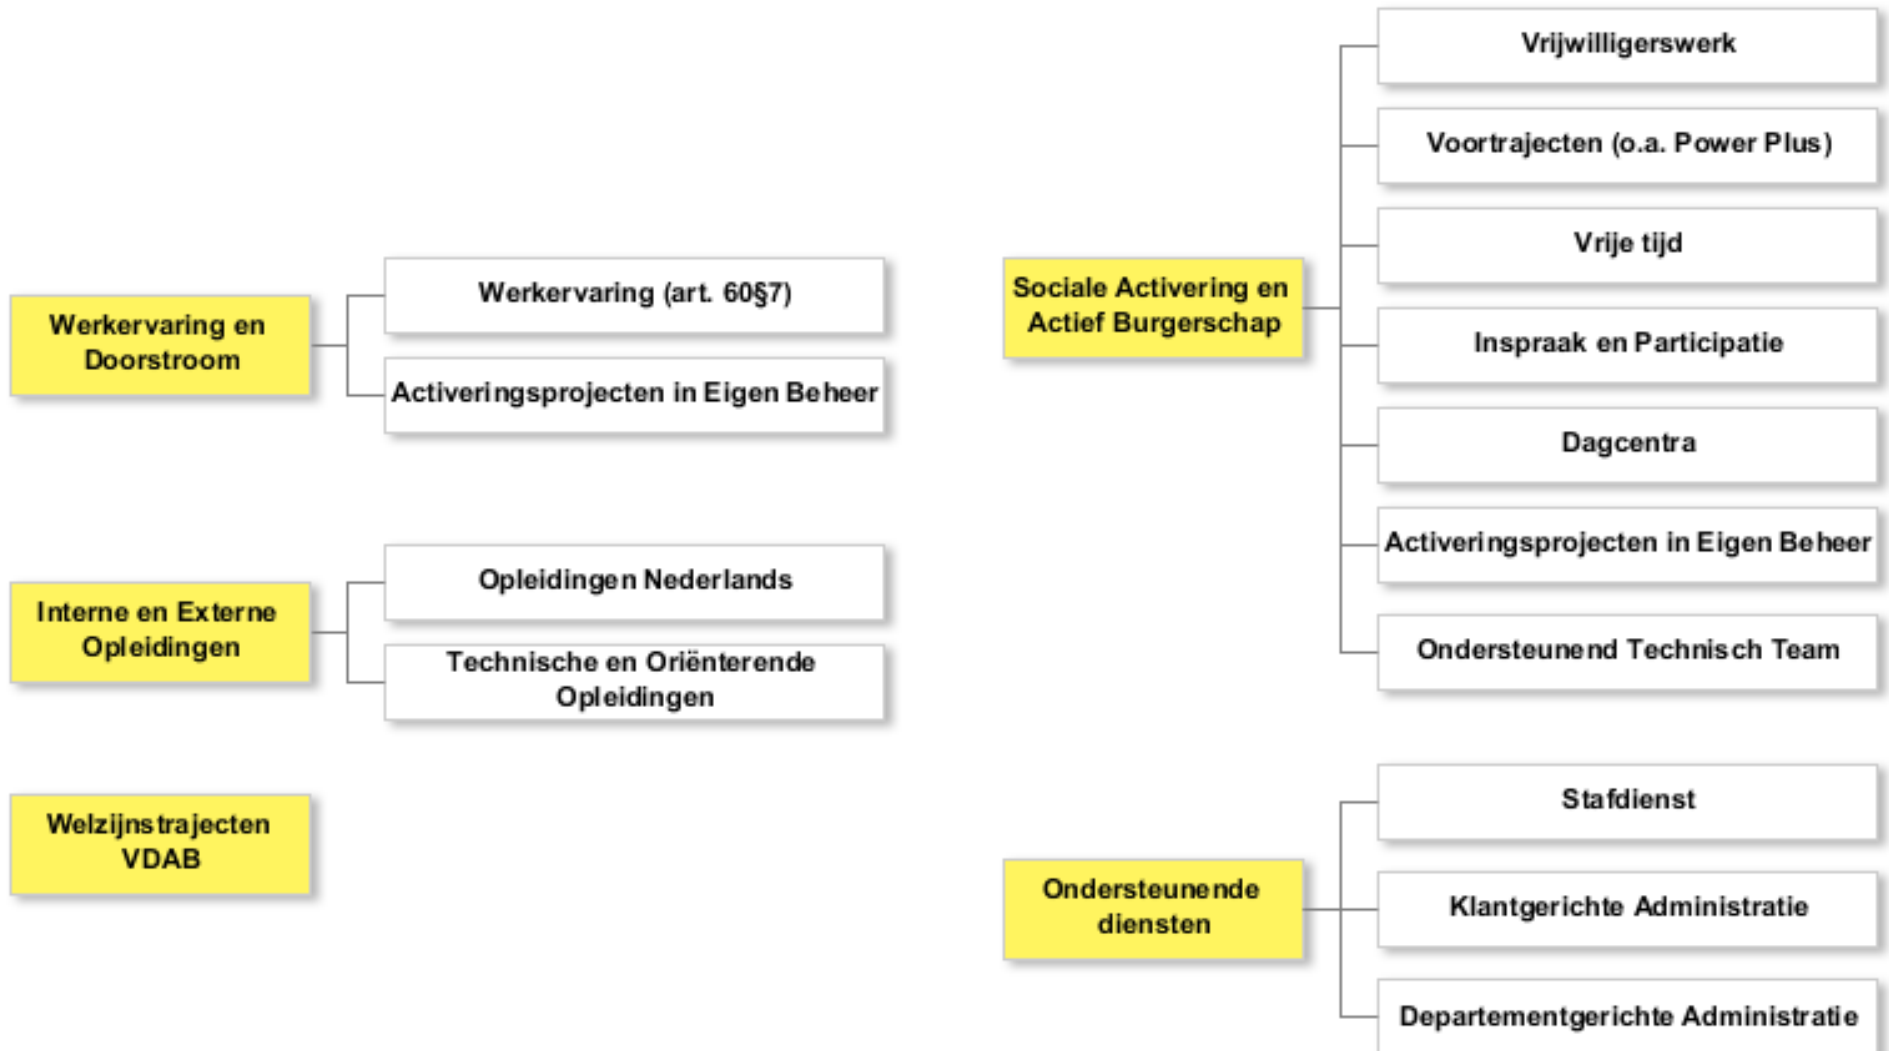 Werkervaring en
Doorstroom
Werkervaring (art. 60§7)
Activeringsprojecten in Eigen Beheer
Interne en Externe
Opleidingen
Opleidingen Nederlands
Technische en Oriënterende
Opleidingen
Welzijnstrajecten
VDAB
Sociale Activering en
Actief Burgerschap
Vrijwilligerswerk
Voortrajecten (o.a. Power Plus)
Vrije tijd
Inspraak en Participatie
Dagcentra
Activeringsprojecten in Eigen Beheer
Ondersteunend Technisch Team
Ondersteunende
diensten
Stafdienst
Klantgerichte Administratie
Departementgerichte Administratie